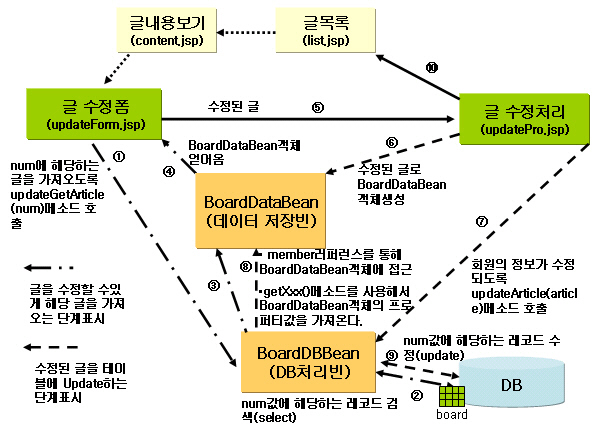 글내용보기
(content.jsp)
글목록
(list.jsp)
⑩
글 수정폼
(updateForm.jsp)
수정된 글
⑤
글 수정처리
(updatePro.jsp)
①
BoardDataBean객체
얻어옴
④
⑥
수정된 글로
BoardDataBean
객체생성
num에 해당하는
글을 가져오도록
updateGetArticle
(num)메소드 호
출
BoardDataBean
(데이터 저장빈)
⑦
③
⑧
member레퍼런스를 통해
BoardDataBean객체에 접근
getXxx()메소드를 사용해서
BoardDataBean객체의 프로
퍼티값을 가져온다.
회원의 정보가 수정
되도록
updateArticle(articl
e)메소드 호출
글을 수정할 수있
게 해당 글을 가져
오는 단계표시
수정된 글을 테이
블에 Update하는
단계표시
BoardDBBean
(DB처리빈)
num값에 해당하는 레코드 수
정(update)
⑨
②
DB
board
num값에 해당하는 레코드 검
색(select)